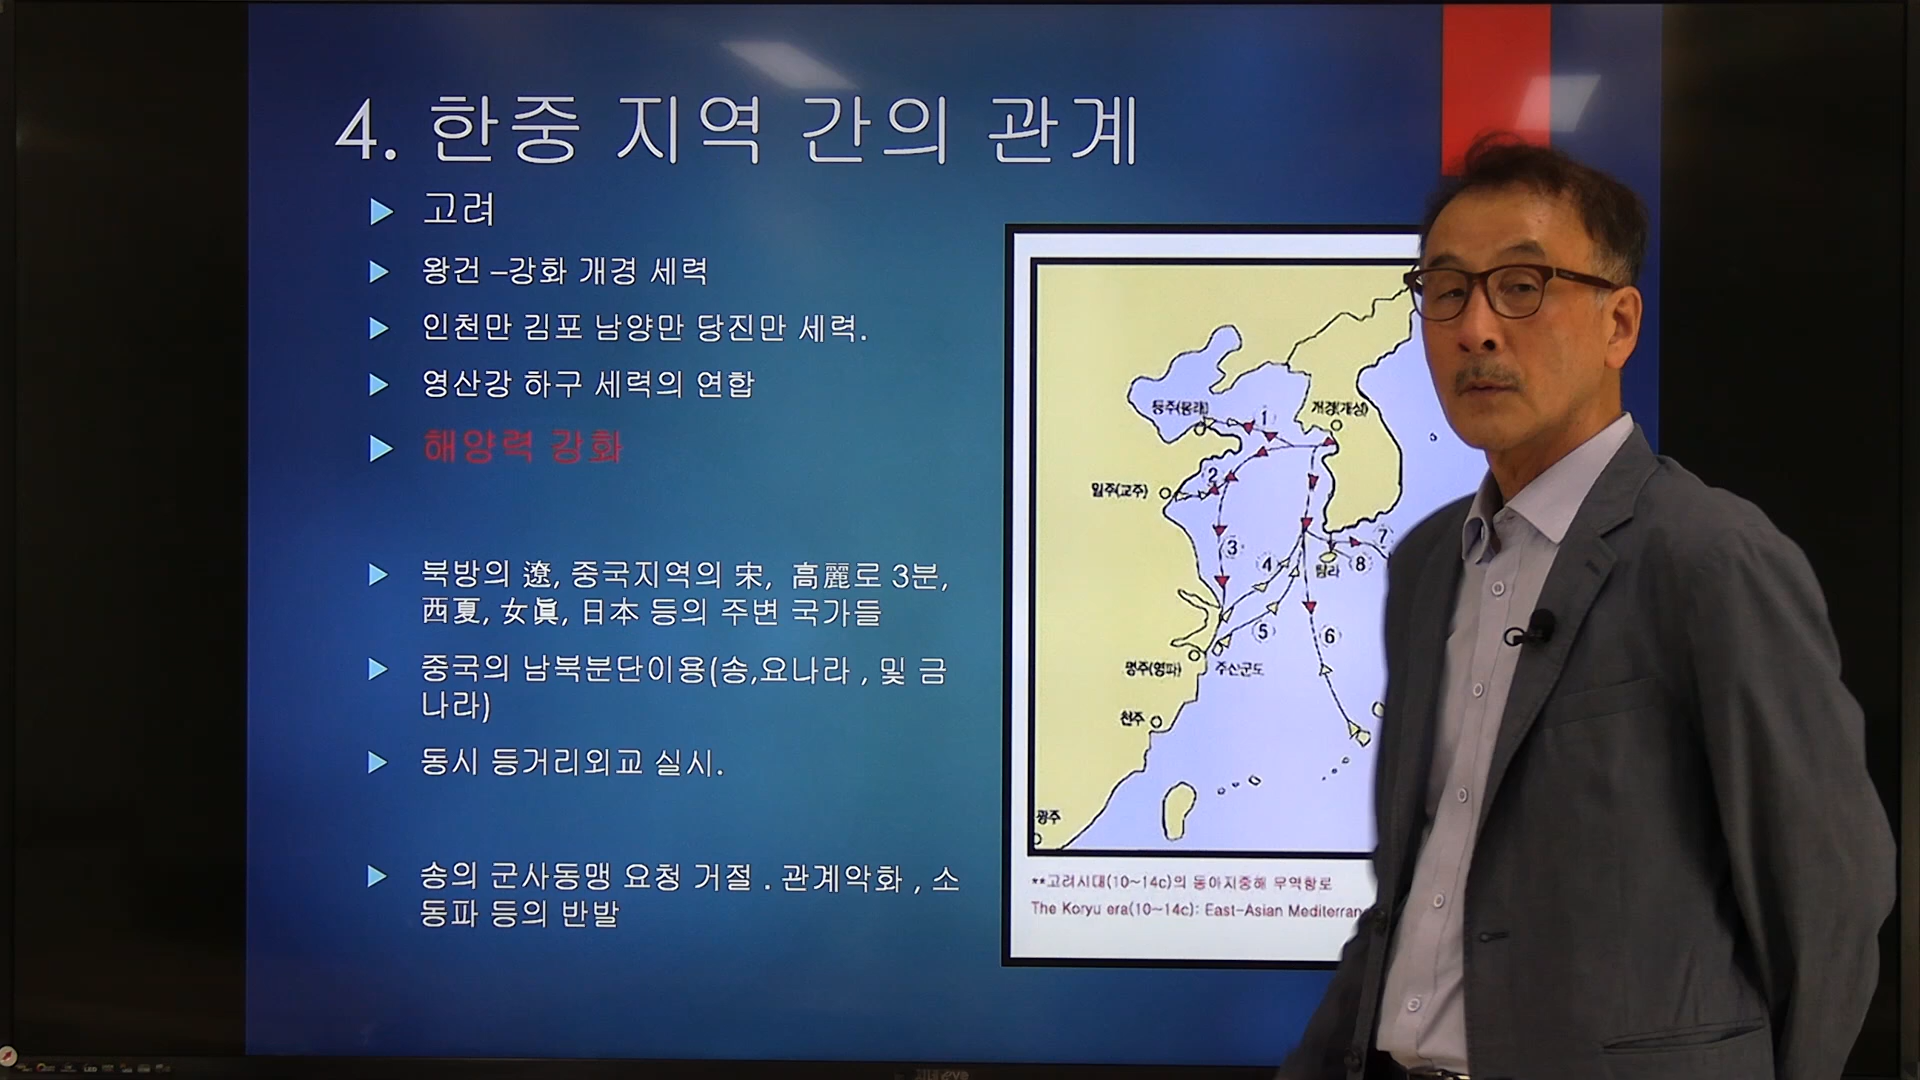 4. 한중 지역 간의 관계
고려
왕건 –강화 개경 세력
인천만 김포 남양만 당진만 세력.
영산강 하구 세력의 연합
해양력 강화
북방의 遼, 중국지역의 宋, 高麗로 3분,
西夏, 女眞, 日本 등의 주변 국가들
중국의 남북분단이용(송,요나라 , 및 금
나라)
동시 등거리외교 실시.
송의 군사동맹 요청 거절 . 관계악화 , 소
동파 등의 반발
등주(봉래)
개경(개성)
1
2
밀주(교주)
3
4
7
8
탐라
5
6
명주(영파)
주산군도
천주
광주
**고려시대(10~14c)의 동아지중해 무역항로
The Koryu era(10~14c): East-Asian